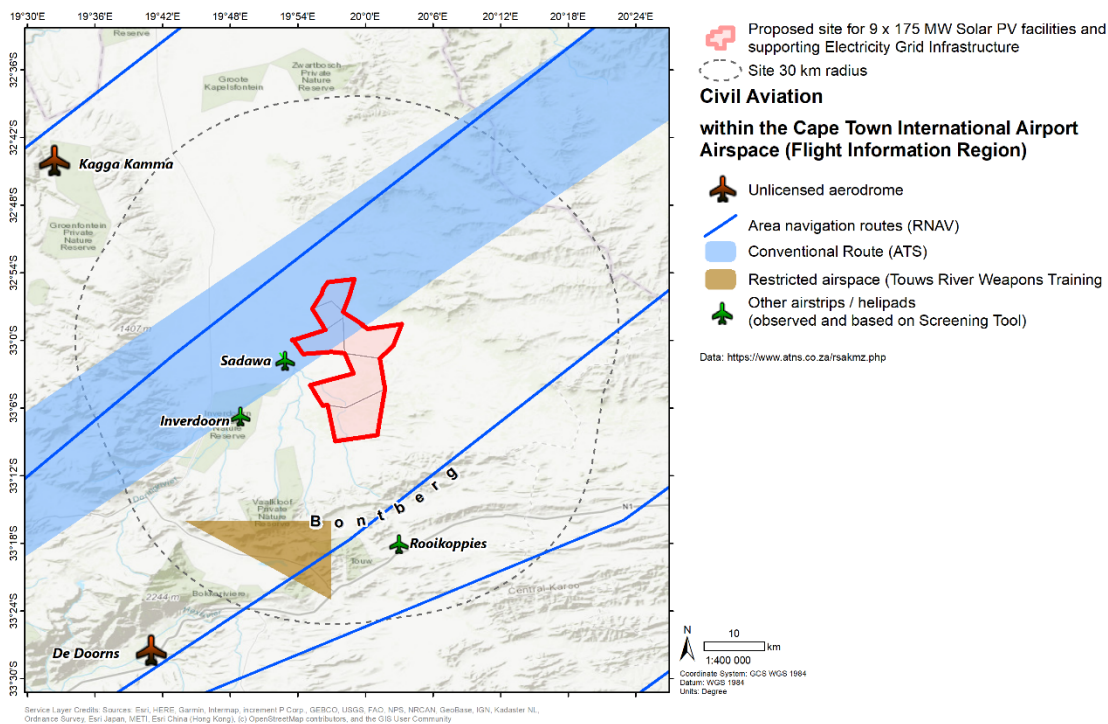 19°30'E 19°36'E 19°42'E 19°48'E 19°54'E 20°0'E 20°6'E 20°12'E 20°18'E 20°24'E
32°36'S
32°42'S
32°48'S
32°54'S
33°0'S
33°6'S
33°12'S
33°18'S
33°24'S
33°30'S
Reserve
Groote
Kapelsfontein
Zwartbosch
Private
Nature
Reserve
Kagga Kamma
Groenfontein
Private
Nature
Reserve
1407 m
Sadawa
Inverdoorn
Nature
Reserve
Vaalkloof
Private
Nature
Reserve
Bontberg
N1
Rooikoppies
Touw
Central-Karoo
2244 m
De Doorns
Proposed site for 9 x 175 MW Solar PV facilities and
supporting Electricity Grid Infrastructure
Site 30 km radius
Civil Aviation
within the Cape Town International Airport
Airspace (Flight Information Region)
Unlicensed aerodrome
Area navigation routes (RNAV)
Conventional Route (ATS)
Restricted airspace (Touws River Weapons Training
Other airstrips / helipads
(observed and based on Screening Tool)
Data: https://www.atns.co.za/rsakmz.php
N
10
km
1:400 000
Coordinate System: GCS WGS 1984
Datum: WGS 1984
Units: Degree
Service Layer Credits: Sources: Esri, HERE, Garmin, Intermap, increment P Corp., GEBCO, USGS, FAO, NPS, NRCAN, GeoBase, IGN, Kadaster NL,
Ordnance Survey, Esri Japan, METI, Esri China (Hong Kong), (c) OpenStreetMap contributors, and the GIS User Community